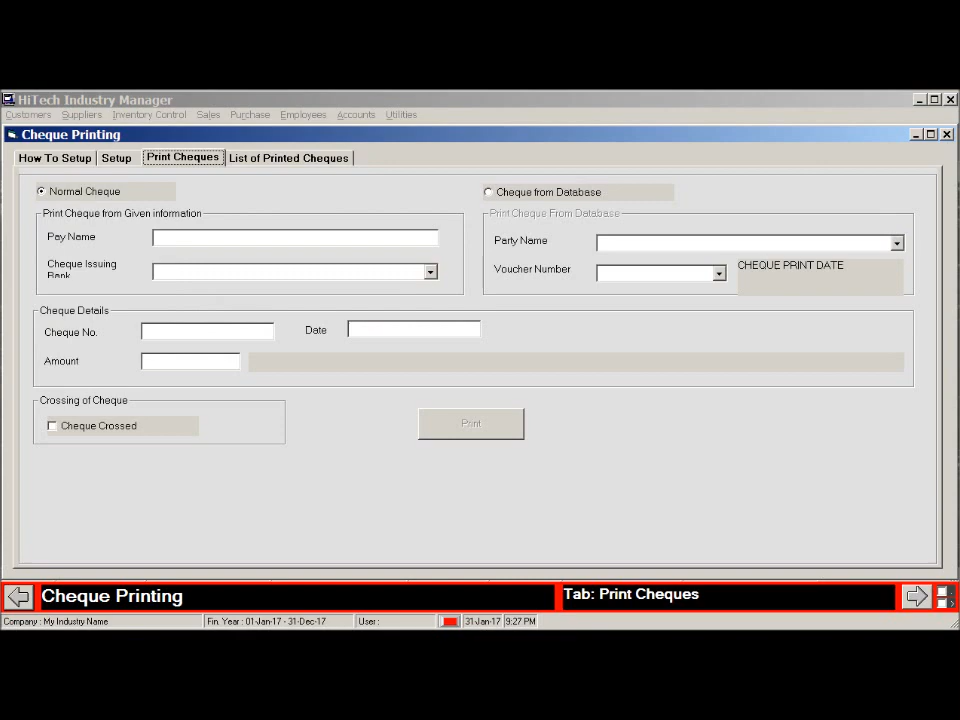 HiTech Industry Manager
Customers Suppliers Inventory Control Sales Purchase Employees Accounts Utilities
Cheque Printing
How To Setup Setup Print Cheques List of Printed Cheques
Normal Cheque
Cheque from Database
Print Cheque from Given information
Print Cheque From Database
Pay Name
Party Name
Cheque Issuing
Bank
Voucher Number
CHEQUE PRINT DATE
Cheque Details
Cheque No.
Date
Amount
Crossing of Cheque
Cheque Crossed
Print
Cheque Printing
Tab: Print Cheques
Company : My Industry Name
Fin. Year : 01-Jan-17 - 31-Dec-17
User :
31-Jan-17
9:27 PM